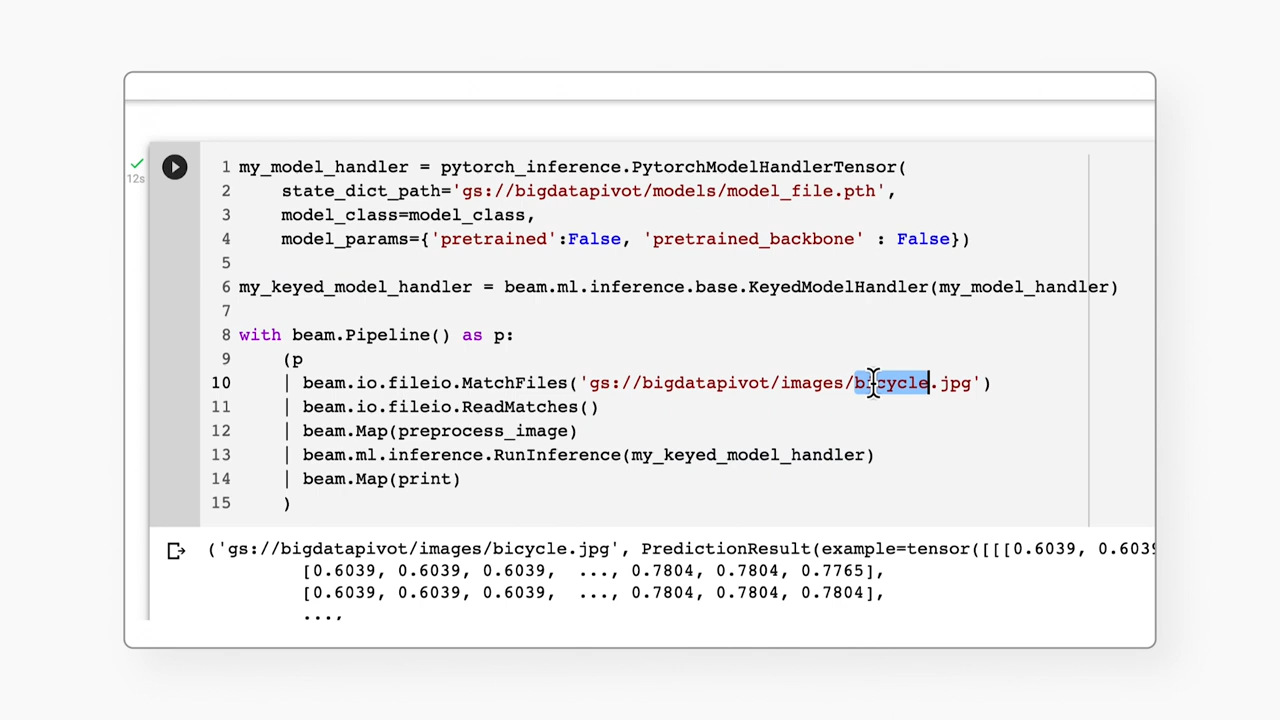 12s
1 my_model_handler = pytorch_inference.PytorchModelHandlerTensor(
2 state_dict_path='gs://bigdatapivot/models/model_file.pth',
3 model_class=model_class,
4 model_params={'pretrained':False, 'pretrained_backbone' : False})
5
6 my_keyed_model_handler = beam.ml.inference.base.KeyedModelHandler(my_model_handler)
7
8 with beam.Pipeline() as p:
9 (p
10 | beam.io.fileio.MatchFiles('gs://bigdatapivot/images/bicycle.jpg')
11 | beam.io.fileio.ReadMatches()
12 | beam.Map(preprocess_image)
13 | beam.ml.inference.RunInference(my_keyed_model_handler)
14 | beam.Map(print)
15 )
('gs://bigdatapivot/images/bicycle.jpg', PredictionResult(example=tensor([[[0.6039, 0.6039
[0.6039, 0.6039, 0.6039, ..., 0.7804, 0.7804, 0.7765],
[0.6039, 0.6039, 0.6039, ..., 0.7804, 0.7804, 0.7804],
...,